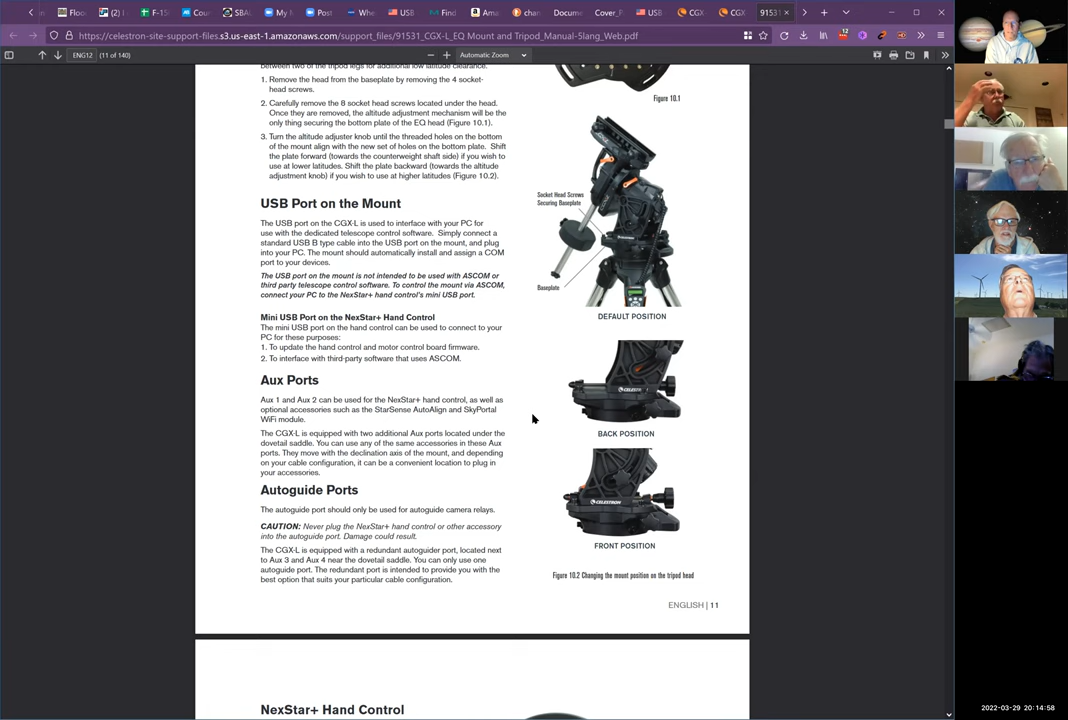 Floo
(2)
F-15
Cou
SBA
My
Post
Whe
USB
Find
Ama
chan
Docume
Cover_F
USB
CGX
CGX
91531
https://celestron-site-support-files.s3.us-east-1.amazonaws.com/support_files/91531_CGX-L_EQ Mount and Tripod_Manual-5lang_Web.pdf
12
ENG12
(11 of 140)
Automatic Zoom
between two of the tripod legs for additional low latitude clearance.
1. Remove the head from the baseplate by removing the 4 socket-
head screws.
2. Carefully remove the 8 socket head screws located under the head.
Once they are removed, the altitude adjustment mechanism will be the
only thing securing the bottom plate of the EQ head (Figure 10.1).
3. Turn the altitude adjuster knob until the threaded holes on the bottom
of the mount align with the new set of holes on bottom plate. Shift
the plate forward (towards the counterweight shaft side) if you wish to
use at lower latitudes. Shift the plate backward (towards the altitude
adjustment knob) if you wish to use at higher latitudes (Figure 10.2).
USB Port on the Mount
The USB port on the CGX-L is used to interface with your PC for
use with the dedicated telescope control software. Simply connect a
standard USB B type cable into the USB port on the mount, and plug
into your PC. The mount should automatically install and assign a COM
port to your devices.
The USB port on the mount is not intended to be used with ASCOM or
third party telescope control software. To control the mount via ASCOM,
connect your PC to the NexStar+ hand control's mini USB port.
Mini USB Port on the NexStar+ Hand Control
The mini USB port on the hand control can be used to connect to your
PC for these purposes:
1. To update the hand control and motor control board firmware.
2. To interface with third-party software that uses ASCOM.
Aux Ports
Aux 1 and Aux 2 can be used for the NexStar+ hand control, as well as
optional accessories such as the StarSense AutoAlign and SkyPortal
WiFi module.
The CGX-L is equipped with two additional Aux ports located under the
dovetail saddle. You can use any of the same accessories in these Aux
ports. They move with the declination axis of the mount, and depending
on your cable configuration, it can be a convenient location to plug in
your accessories.
Autoguide Ports
The autoguide port should only be used for autoguide camera relays.
CAUTION: Never plug the NexStar+ hand control or other accessory
into the autoguide port. Damage could result.
The CGX-L is equipped with a redundant autoguider port, located next
to Aux 3 and Aux 4 near the dovetail saddle. You can only use one
autoguide port. The redundant port is intended to provide you with the
best option that suits your particular cable configuration.
Figure 10.1
Socket Head Screws
Securing Baseplate
Baseplate
DEFAULT POSITION
CELESTRON
BACK POSITION
CELESTRON
FRONT POSITION
Figure 10.2 Changing the mount position on the tripod head
ENGLISH | 11
NexStar+ Hand Control
2022-03-29 20:14:58